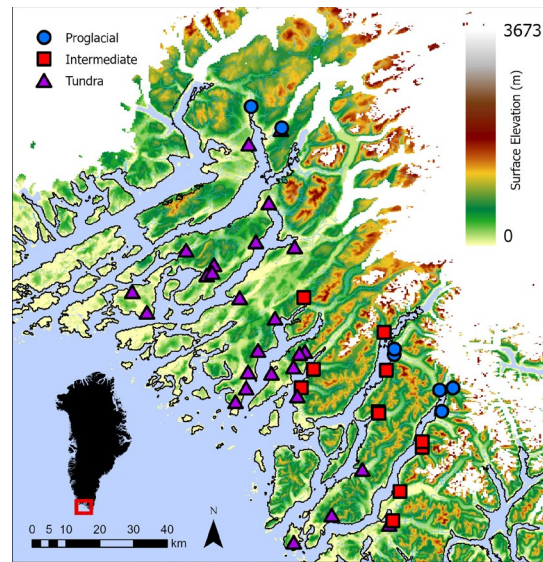 Proglacial
Intermediate
Tundra
3673
Surface Elevation (m)
0
N
0 5 10 20 30 40
km